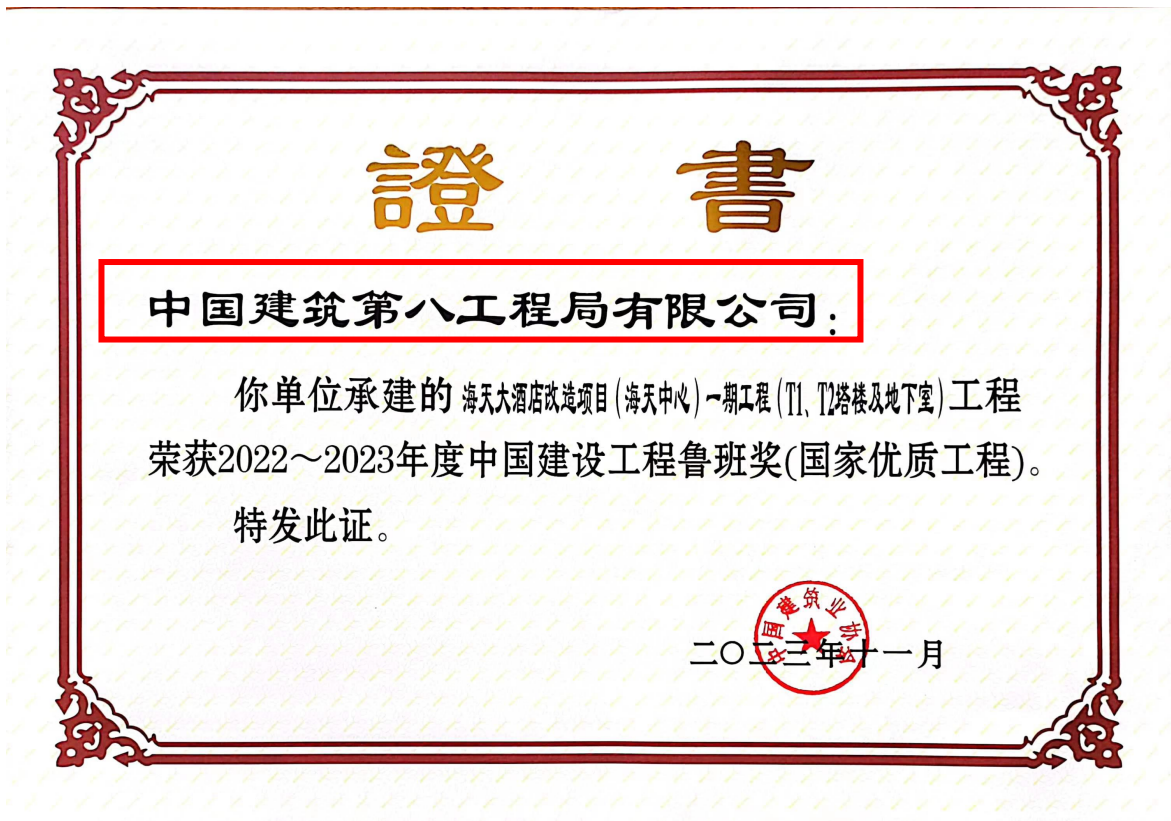 證 書
中国建筑第八工程局有限公司:
你单位承建的 海天大酒店改造项目(海天中心)一期工程(T1、T2塔楼及地下室)工程
荣获2022～2023年度中国建设工程鲁班奖(国家优质工程)。
特发此证。
中国建筑业协会
二〇二三年十一月